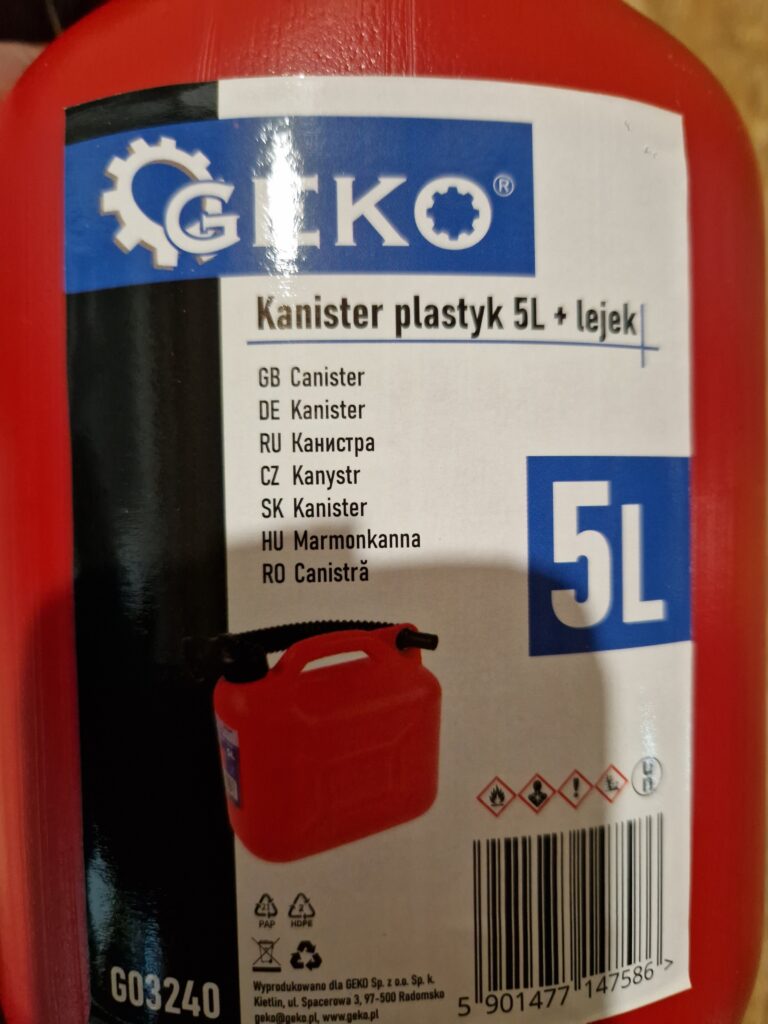 GEKO®
Kanister plastyk 5L + lejek
GB Canister
DE Kanister
RU Канистра
CZ Kanystr
SK Kanister
HU Marmonkanna
RO Canistră
5L
PAP
2
HDPE
G03240
Wyprodukowano dla GEKO Sp. z o.o. Sp. k.
Kietlin, ul. Spacerowa 3, 97-500 Radomsko
geko@geko.pl, www.geko.pl
5 901477 147586 >